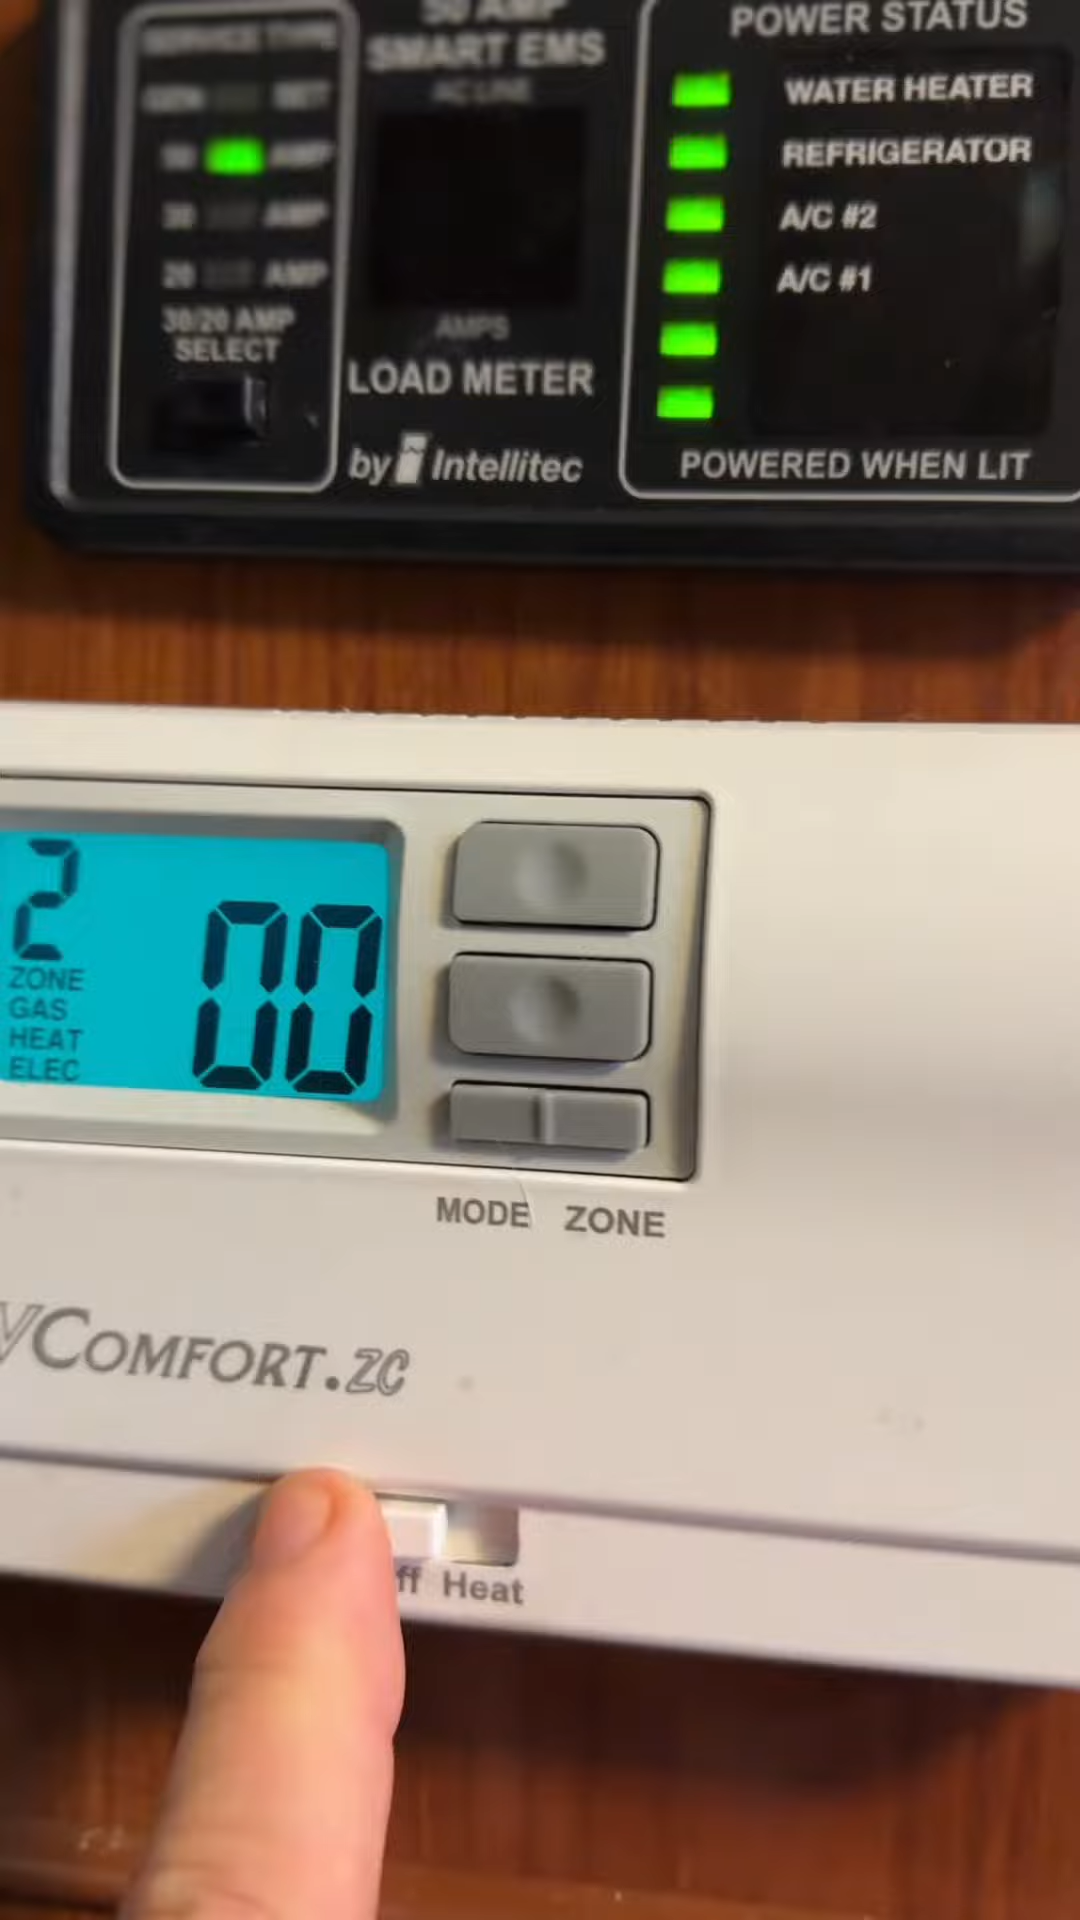 SERVICE TYPE
GEN SET
50 AMP
30 AMP
20 AMP
30/20 AMP
SELECT
50 AMP
SMART EMS
AC LINE
AMPS
LOAD METER
by Intellitec
POWER STATUS
WATER HEATER
REFRIGERATOR
A/C #2
A/C #1
POWERED WHEN LIT
2
ZONE
GAS
HEAT
ELEC
00
MODE ZONE
VCOMFORT.ZC
ff Heat